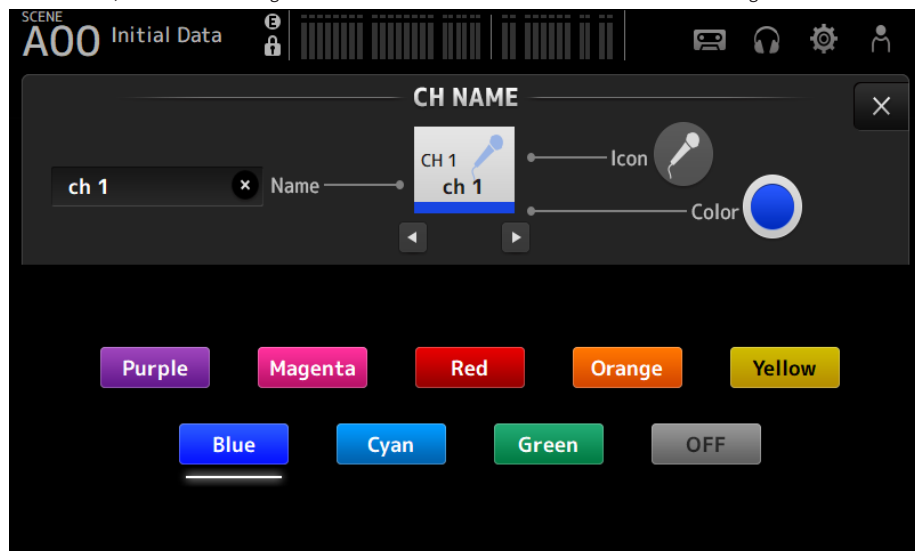 SCENE
A00 Initial Data
E
CH NAME
CH 1
ch 1
ch 1
Name
Icon
Color
Purple Magenta Red Orange Yellow
Blue Cyan Green OFF